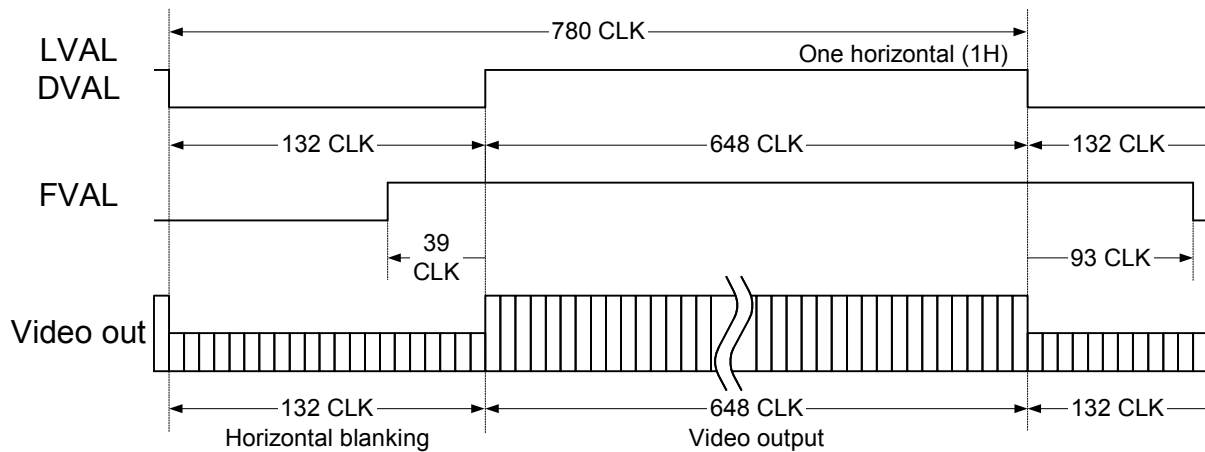 780 CLK
LVAL
One horizontal (1H)
DVAL
132 CLK 648 CLK 132 CLK
FVAL
39
CLK
93 CLK
Video out
132 CLK 648 CLK 132 CLK
Horizontal blanking Video output